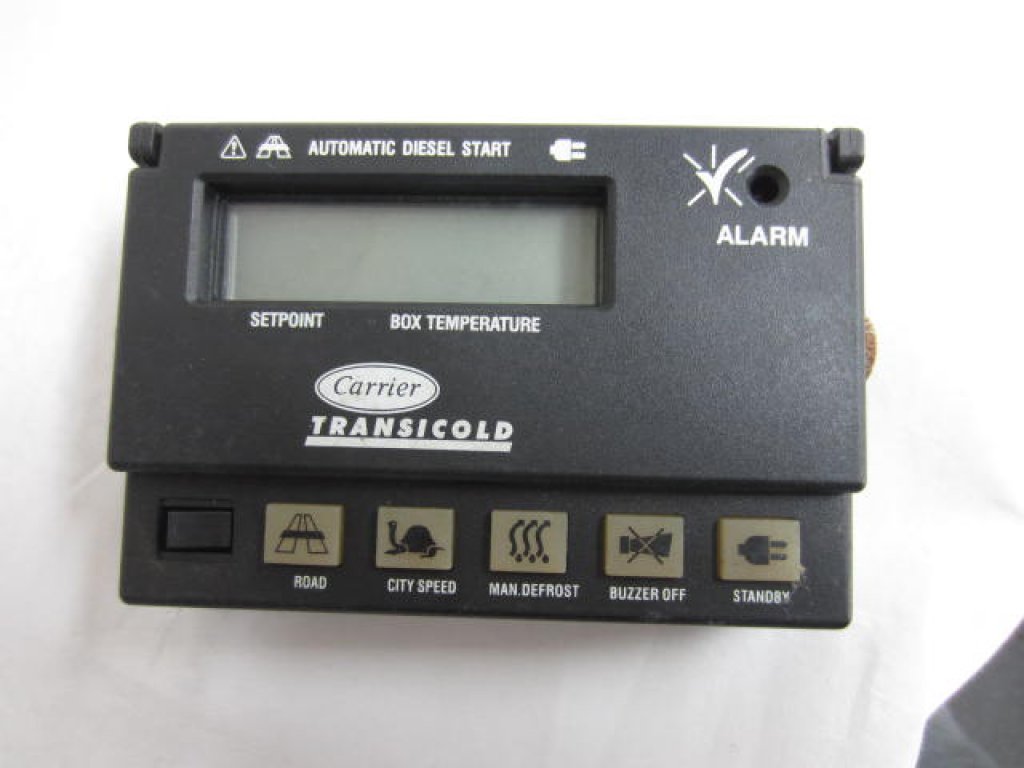 AUTOMATIC DIESEL START
ALARM
SETPOINT BOX TEMPERATURE
Carrier
TRANSICOLD
ROAD CITY SPEED MAN.DEFROST BUZZER OFF STANDBY